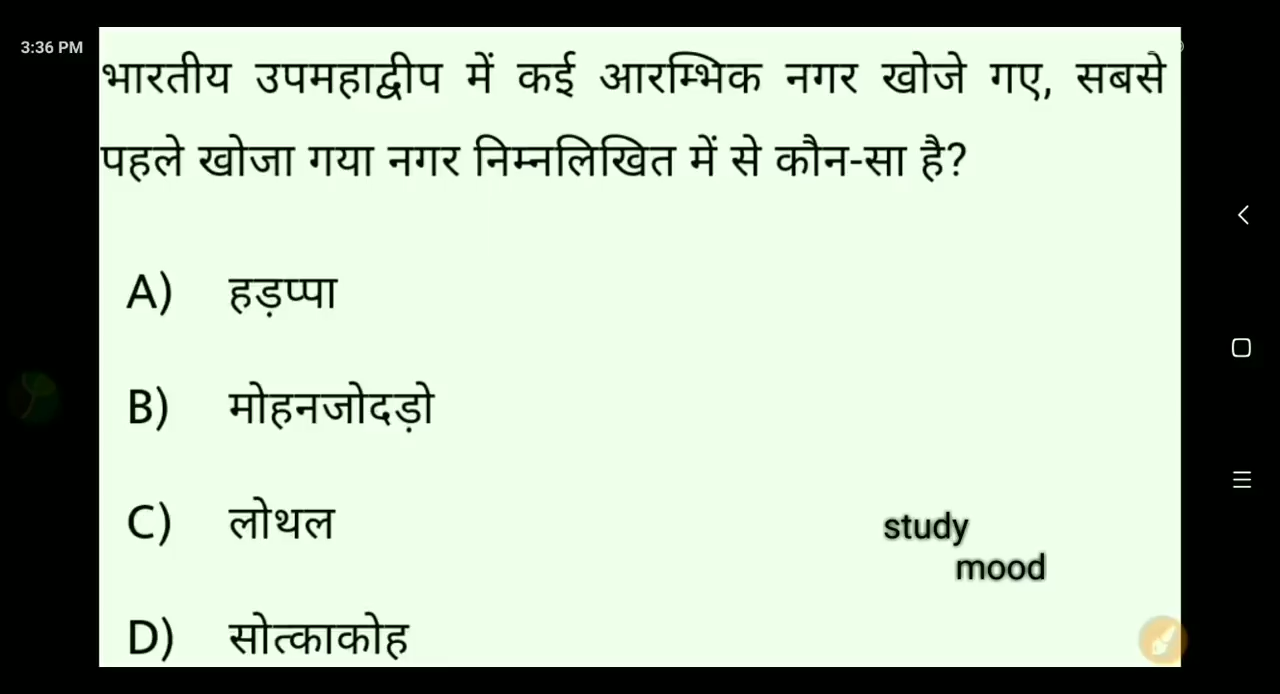 3:36 PM
भारतीय उपमहाद्वीप में कई आरम्भिक नगर खोजे गए, सबसे
पहले खोजा गया नगर निम्नलिखित में से कौन-सा है?
A) हड़प्पा
B) मोहनजोदड़ो
C) लोथल
study
mood
D) सोत्काकोह